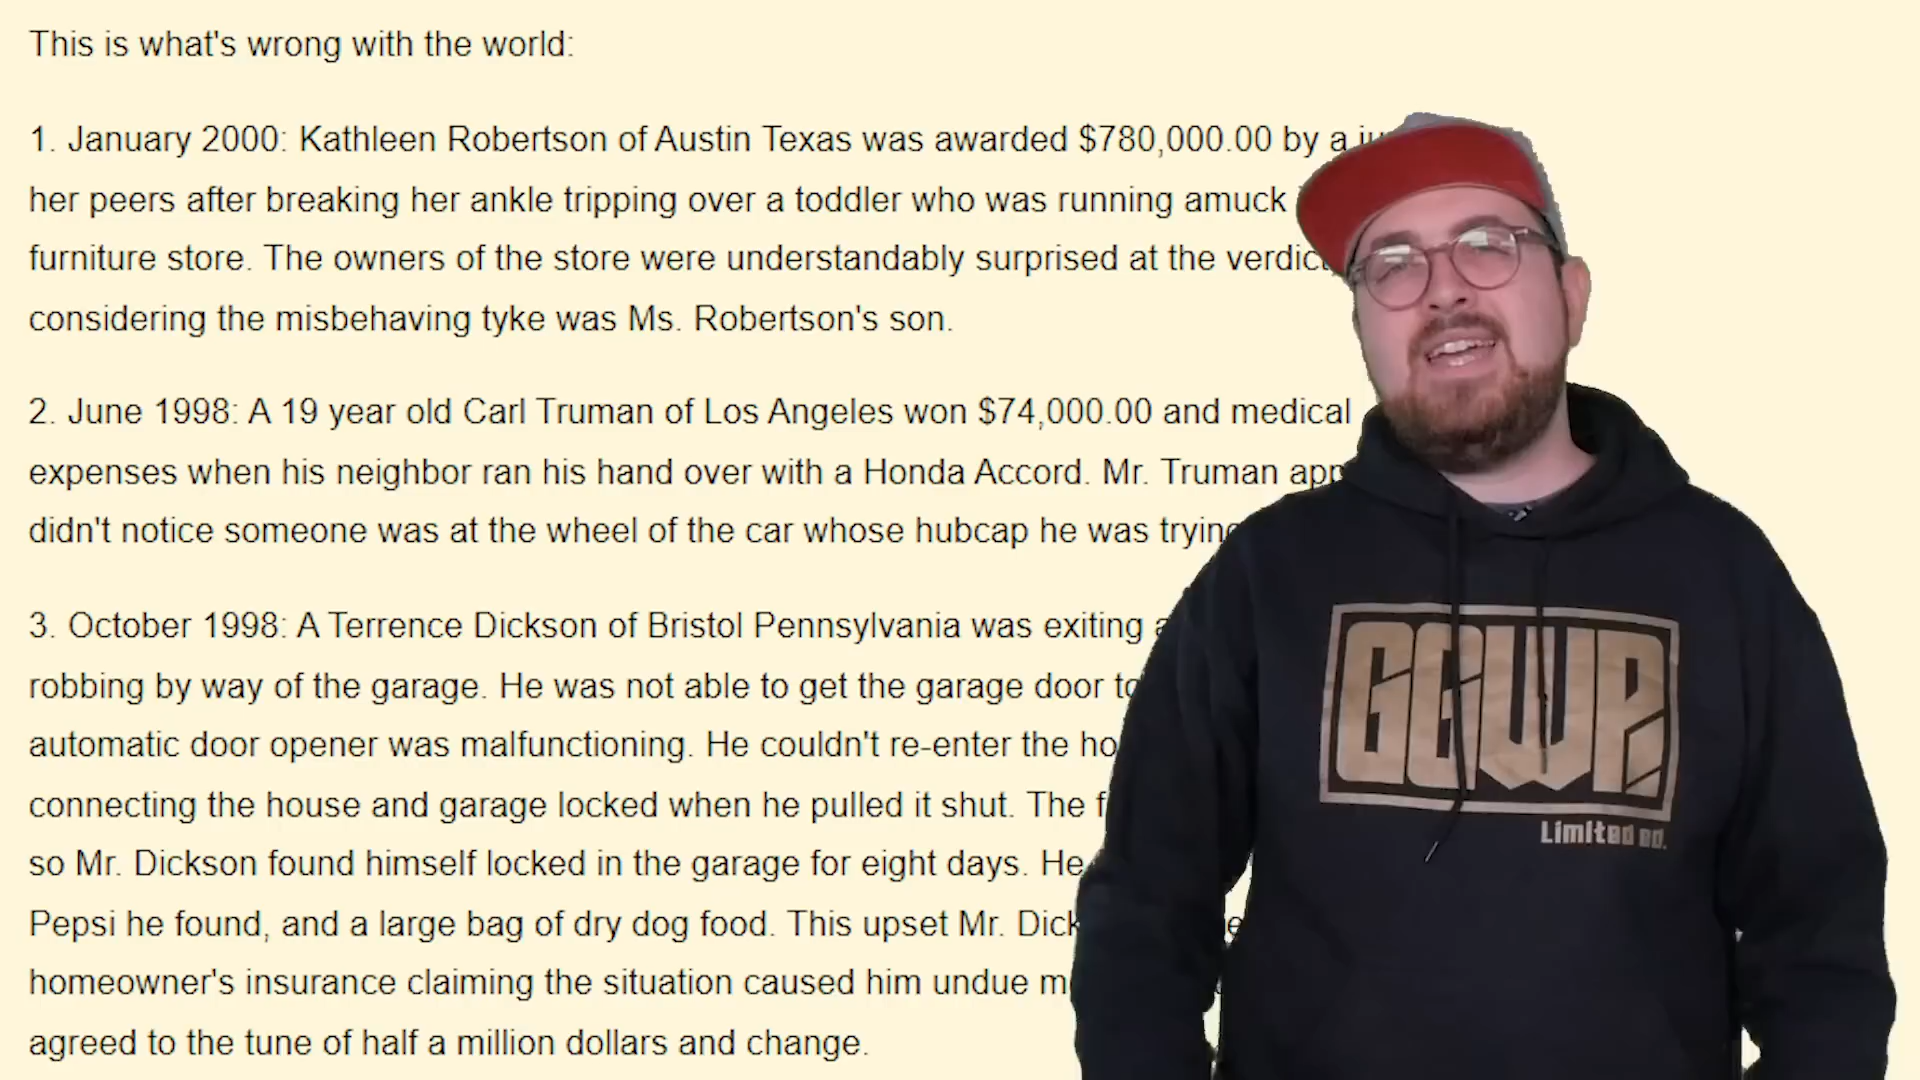 This is what's wrong with the world:
1. January 2000: Kathleen Robertson of Austin Texas was awarded $780,000.00 by a
her peers after breaking her ankle tripping over a toddler who was running amuck
furniture store. The owners of the store were understandably surprised at the verdict
considering the misbehaving tyke was Ms. Robertson's son.
2. June 1998: A 19 year old Carl Truman of Los Angeles won $74,000.00 and medical
expenses when his neighbor ran his hand over with a Honda Accord. Mr. Truman
didn't notice someone was at the wheel of the car whose hubcap he was
3. October 1998: A Terrence Dickson of Bristol Pennsylvania was exiting
robbing by way of the garage. He was not able to get the garage door
automatic door opener was malfunctioning. He couldn't re-enter the
connecting the house and garage locked when he pulled it shut. The
so Mr. Dickson found himself locked in the garage for eight days. He
Pepsi he found, and a large bag of dry dog food. This upset Mr.
homeowner's insurance claiming the situation caused him undue
agreed to the tune of half a million dollars and change.
GGWP
Limited ed.